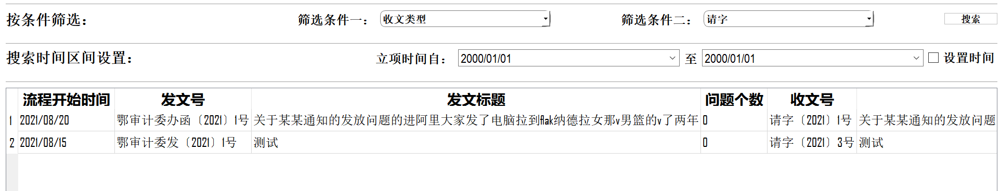 按条件筛选： 筛选条件一： 收文类型 筛选条件二： 请字 搜索
搜索时间区间设置： 立项时间自： 2000/01/01 至 2000/01/01 设置时间
流程开始时间 发文号 发文标题 问题个数 收文号
1 2021/08/20 鄂审计委办函〔2021〕1号 关于某某通知的发放问题的进阿里大家发了电脑拉到flak纳德拉女那v男篮的v了两年 0 请字〔2021〕1号 关于某某通知的发放问题
2 2021/08/15 鄂审计委发〔2021〕1号 测试 0 请字〔2021〕3号 测试